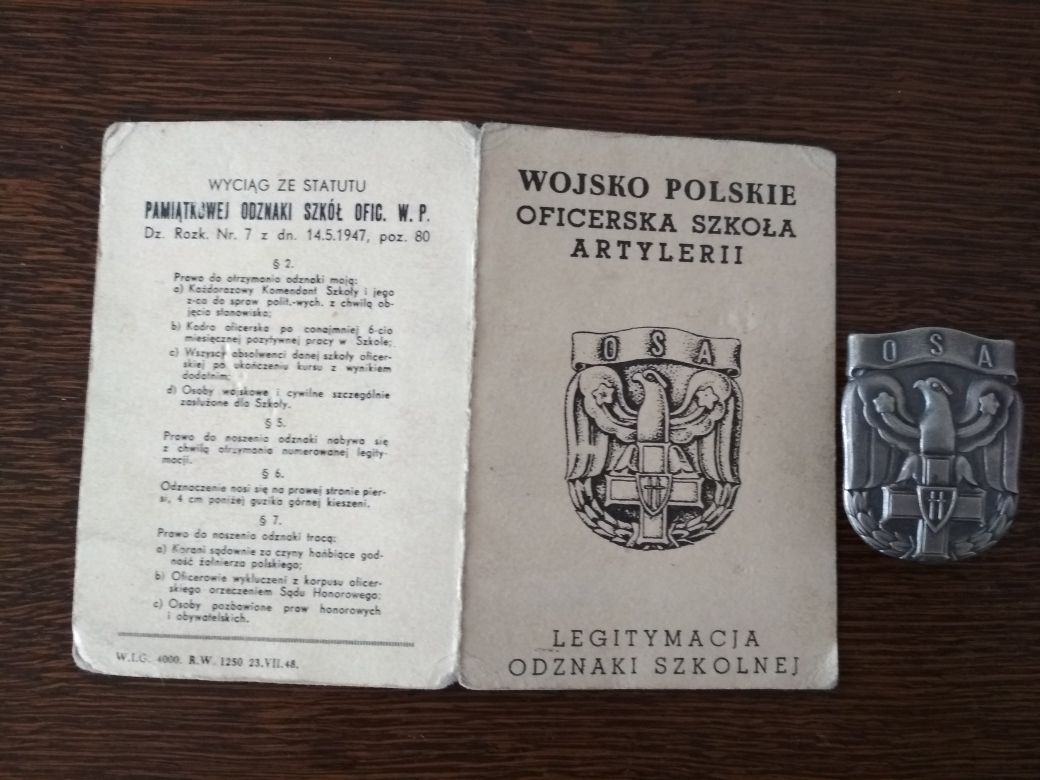 WYCIĄG ZE STATUTU
PAMIĄTKOWEJ ODZNAKI SZKÓŁ OFIC. W. P.
Dz. Rozk. Nr. 7 z dn. 14.5.1947, poz. 80
§ 2.
Prawo do otrzymania odznaki mają:
a) Każdorazowy Komendant Szkoły i jego
z-ca do spraw polit.-wych. z chwilą ob-
jęcia stanowiska;
b) Kadra oficerska po conajmniej 6-cio
miesięcznej pozytywnej pracy w Szkole;
c) Wszyscy absolwenci danej szkoły oficer-
skiej po ukończeniu kursu z wynikiem
dodatnim;
d) Osoby wojskowe i cywilne szczególnie
zasłużone dla Szkoły.
§ 5.
Prawo do noszenia odznaki nabywa się
z chwilą otrzymania numerowanej legity-
macji.
§ 6.
Odznaczenie nosi się na prawej stronie pier-
si, 4 cm poniżej guzika górnej kieszeni.
§ 7.
Prawo do noszenia odznaki tracą:
a) Karani sądownie za czyny hańbiące god-
ność żołnierza polskiego;
b) Oficerowie wykluczeni z korpusu oficer-
skiego orzeczeniem Sądu Honorowego;
c) Osoby pozbawione praw honorowych
i obywatelskich.
W.I.G. 4000. R.W. 1250 23.VII.48.
WOJSKO POLSKIE
OFICERSKA SZKOŁA
ARTYLERII
OSA
LEGITYMACJA
ODZNAKI SZKOLNEJ
OSA